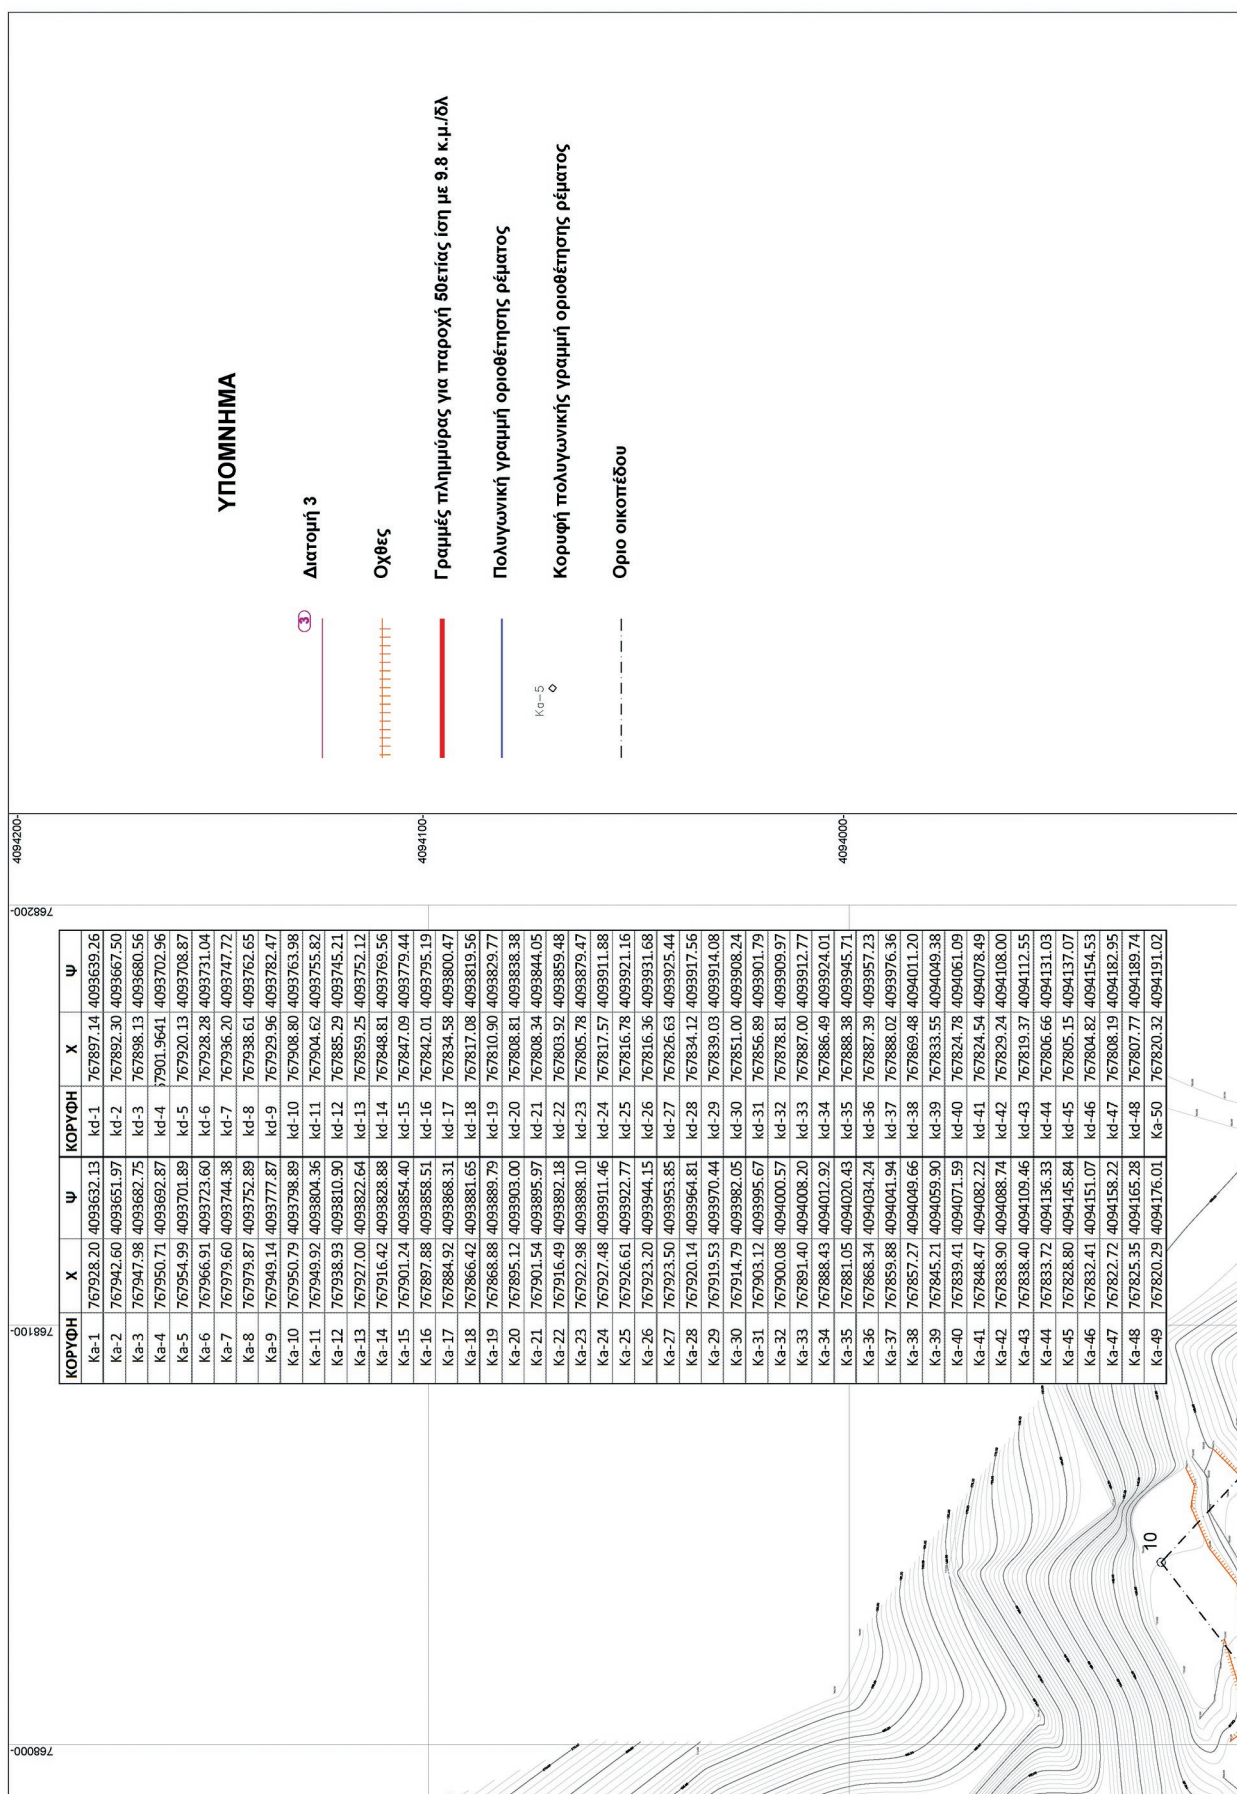 ΥΠΟΜΝΗΜΑ
3 Διατομή 3
Οχθες
Γραμμές πλημμύρας για παροχή 50ετίας ίση με 9.8 κ.μ./δλ
Πολυγωνική γραμμή οριοθέτησης ρέματος
Κα-5 Κορυφή πολυγωνικής γραμμή οριοθέτησης ρέματος
Οριο οικοπέδου
4094200
4094100
4094000
768200
768100
768000
ΚΟΡΥΦΗ Χ Ψ ΚΟΡΥΦΗ Χ Ψ
Ka-1 767928.20 4093632.13 kd-1 767897.14 4093639.26
Ka-2 767942.60 4093651.97 kd-2 767892.30 4093667.50
Ka-3 767947.98 4093682.75 kd-3 767898.13 4093680.56
Ka-4 767950.71 4093692.87 kd-4 57901.9641 4093702.96
Ka-5 767954.99 4093701.89 kd-5 767920.13 4093708.87
Ka-6 767966.91 4093723.60 kd-6 767928.28 4093731.04
Ka-7 767979.60 4093744.38 kd-7 767936.20 4093747.72
Ka-8 767979.87 4093752.89 kd-8 767938.61 4093762.65
Ka-9 767949.14 4093777.87 kd-9 767929.96 4093782.47
Ka-10 767950.79 4093798.89 kd-10 767908.80 4093763.98
Ka-11 767949.92 4093804.36 kd-11 767904.62 4093755.82
Ka-12 767938.93 4093810.90 kd-12 767885.29 4093745.21
Ka-13 767927.00 4093822.64 kd-13 767859.25 4093752.12
Ka-14 767916.42 4093828.88 kd-14 767848.81 4093769.56
Ka-15 767901.24 4093854.40 kd-15 767847.09 4093779.44
Ka-16 767897.88 4093858.51 kd-16 767842.01 4093795.19
Ka-17 767884.92 4093868.31 kd-17 767834.58 4093800.47
Ka-18 767866.42 4093881.65 kd-18 767817.08 4093819.56
Ka-19 767868.88 4093889.79 kd-19 767810.90 4093829.77
Ka-20 767895.12 4093903.00 kd-20 767808.81 4093838.38
Ka-21 767901.54 4093895.97 kd-21 767808.34 4093844.05
Ka-22 767916.49 4093892.18 kd-22 767803.92 4093859.48
Ka-23 767922.98 4093898.10 kd-23 767805.78 4093879.47
Ka-24 767927.48 4093911.46 kd-24 767817.57 4093911.88
Ka-25 767926.61 4093922.77 kd-25 767816.78 4093921.16
Ka-26 767923.20 4093944.15 kd-26 767816.36 4093931.68
Ka-27 767923.50 4093953.85 kd-27 767826.63 4093925.44
Ka-28 767920.14 4093964.81 kd-28 767834.12 4093917.56
Ka-29 767919.53 4093970.44 kd-29 767839.03 4093914.08
Ka-30 767914.79 4093982.05 kd-30 767851.00 4093908.24
Ka-31 767903.12 4093995.67 kd-31 767856.89 4093901.79
Ka-32 767900.08 4094000.57 kd-32 767878.81 4093909.97
Ka-33 767891.40 4094008.20 kd-33 767887.00 4093912.77
Ka-34 767888.43 4094012.92 kd-34 767886.49 4093924.01
Ka-35 767881.05 4094020.43 kd-35 767888.38 4093945.71
Ka-36 767868.34 4094034.24 kd-36 767887.39 4093957.23
Ka-37 767859.88 4094041.94 kd-37 767888.02 4093976.36
Ka-38 767857.27 4094049.66 kd-38 767869.48 4094011.20
Ka-39 767845.21 4094059.90 kd-39 767833.55 4094049.38
Ka-40 767839.41 4094071.59 kd-40 767824.78 4094061.09
Ka-41 767848.47 4094082.22 kd-41 767824.54 4094078.49
Ka-42 767838.90 4094088.74 kd-42 767829.24 4094108.00
Ka-43 767838.40 4094109.46 kd-43 767819.37 4094112.55
Ka-44 767833.72 4094136.33 kd-44 767806.66 4094131.03
Ka-45 767828.80 4094145.84 kd-45 767805.15 4094137.07
Ka-46 767832.41 4094151.07 kd-46 767804.82 4094154.53
Ka-47 767822.72 4094158.22 kd-47 767808.19 4094182.95
Ka-48 767825.35 4094165.28 kd-48 767807.77 4094189.74
Ka-49 767820.29 4094176.01 Ka-50 767820.32 4094191.02
10